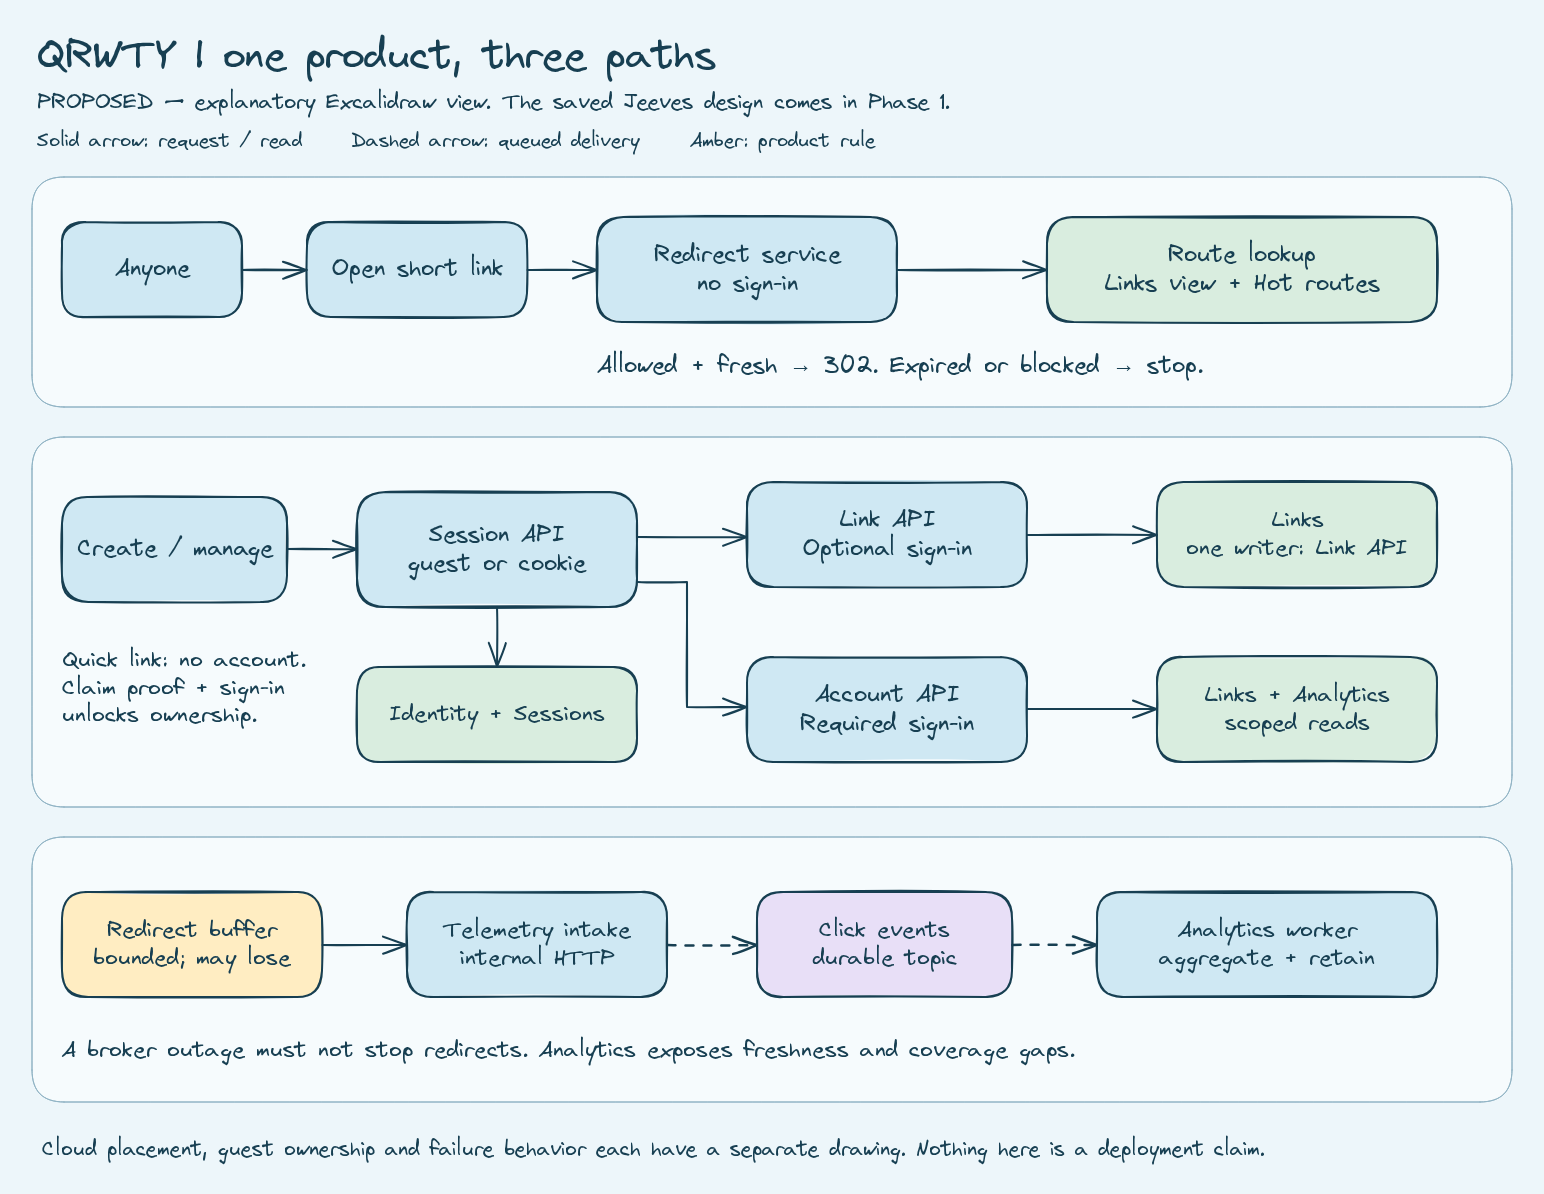 QRWTY | one product, three paths
PROPOSED — explanatory Excalidraw view. The saved Jeeves design comes in Phase 1.
Solid arrow: request / read
Dashed arrow: queued delivery
Amber: product rule
Anyone
Open short link
Redirect service
no sign-in
Route lookup
Links view + Hot routes
Allowed + fresh → 302. Expired or blocked → stop.
Create / manage
Session API
guest or cookie
Link API
Optional sign-in
Links
one writer: Link API
Quick link: no account.
Claim proof + sign-in
unlocks ownership.
Identity + Sessions
Account API
Required sign-in
Links + Analytics
scoped reads
Redirect buffer
bounded; may lose
Telemetry intake
internal HTTP
Click events
durable topic
Analytics worker
aggregate + retain
A broker outage must not stop redirects. Analytics exposes freshness and coverage gaps.
Cloud placement, guest ownership and failure behavior each have a separate drawing. Nothing here is a deployment claim.